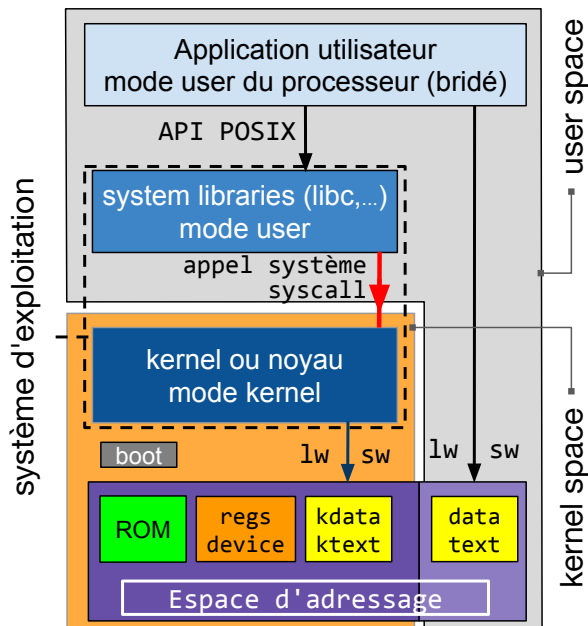 Application utilisateur
mode user du processeur (bridé)
API POSIX
system libraries (libc,...)
mode user
appel système
syscall
kernel ou noyau
mode kernel
boot
lw sw
lw sw
ROM
regs
device
kdata
ktext
data
text
Espace d'adressage
système d'exploitation
user space
kernel space